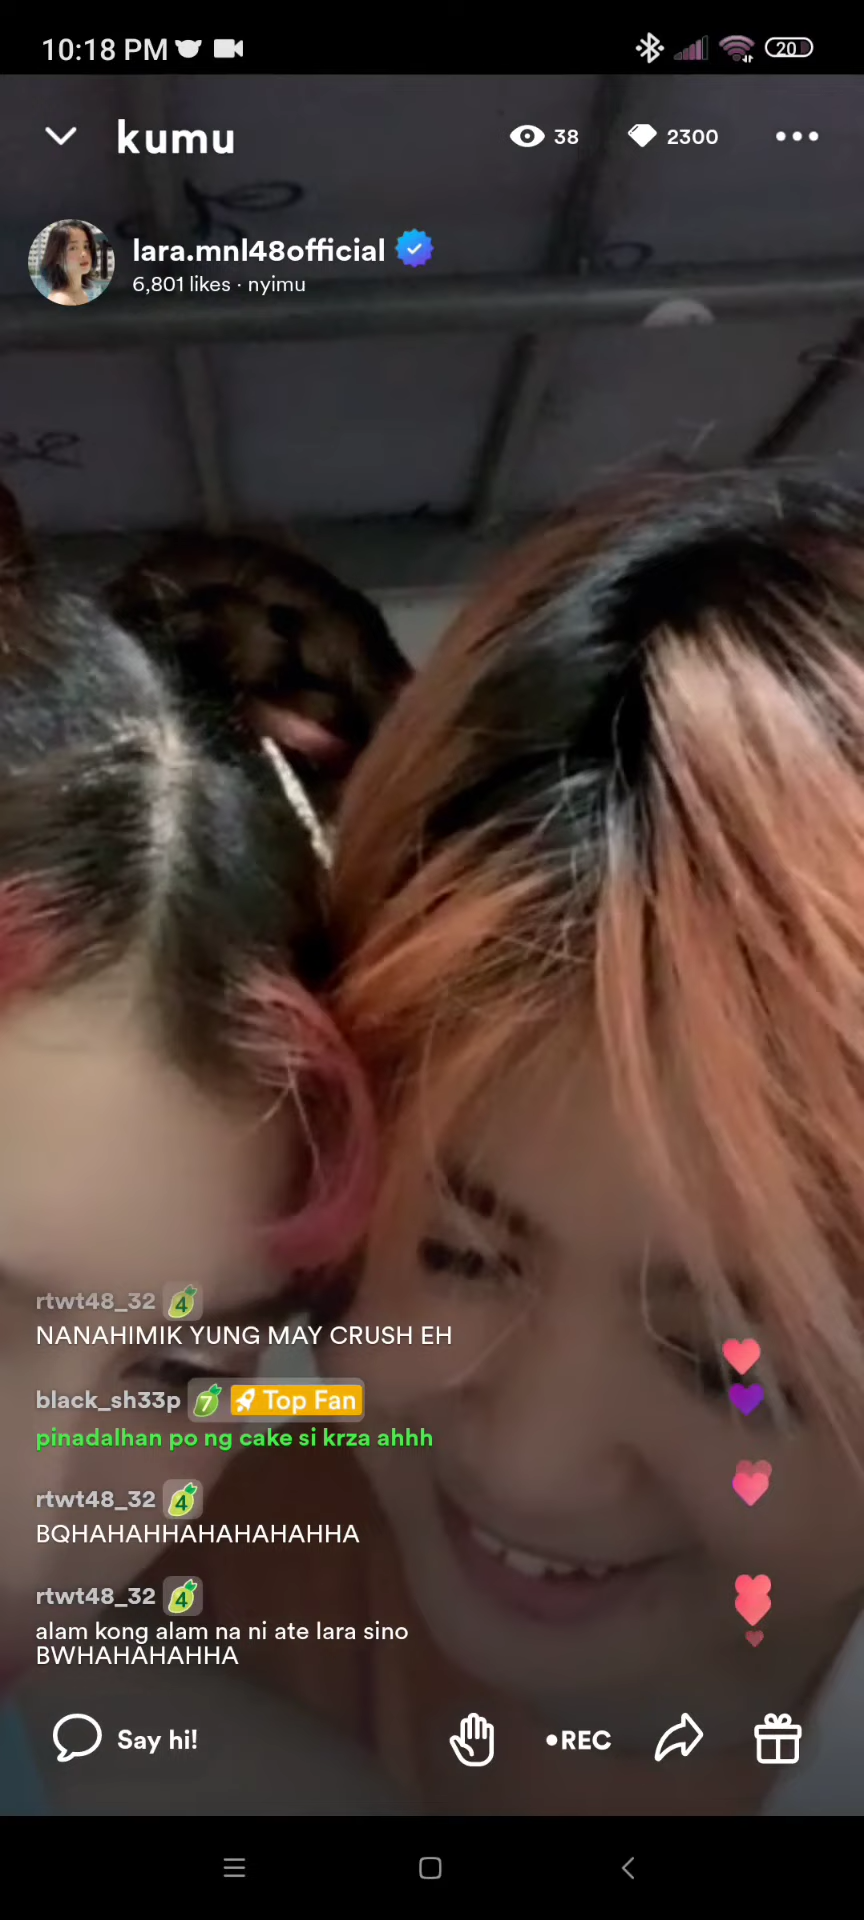 10:18 PM
20
kumu
38
2300
lara.mnl48official
6,801 likes · nyimu
rtwt48_32 4
NANAHIMIK YUNG MAY CRUSH EH
black_sh33p 7 Top Fan
pinadalhan po ng cake si krza ahhh
rtwt48_32 4
BQHAHAHHAHAHAHAHHA
rtwt48_32 4
alam kong alam na ni ate lara sino
BWHAHAHAHHA
Say hi!
•REC